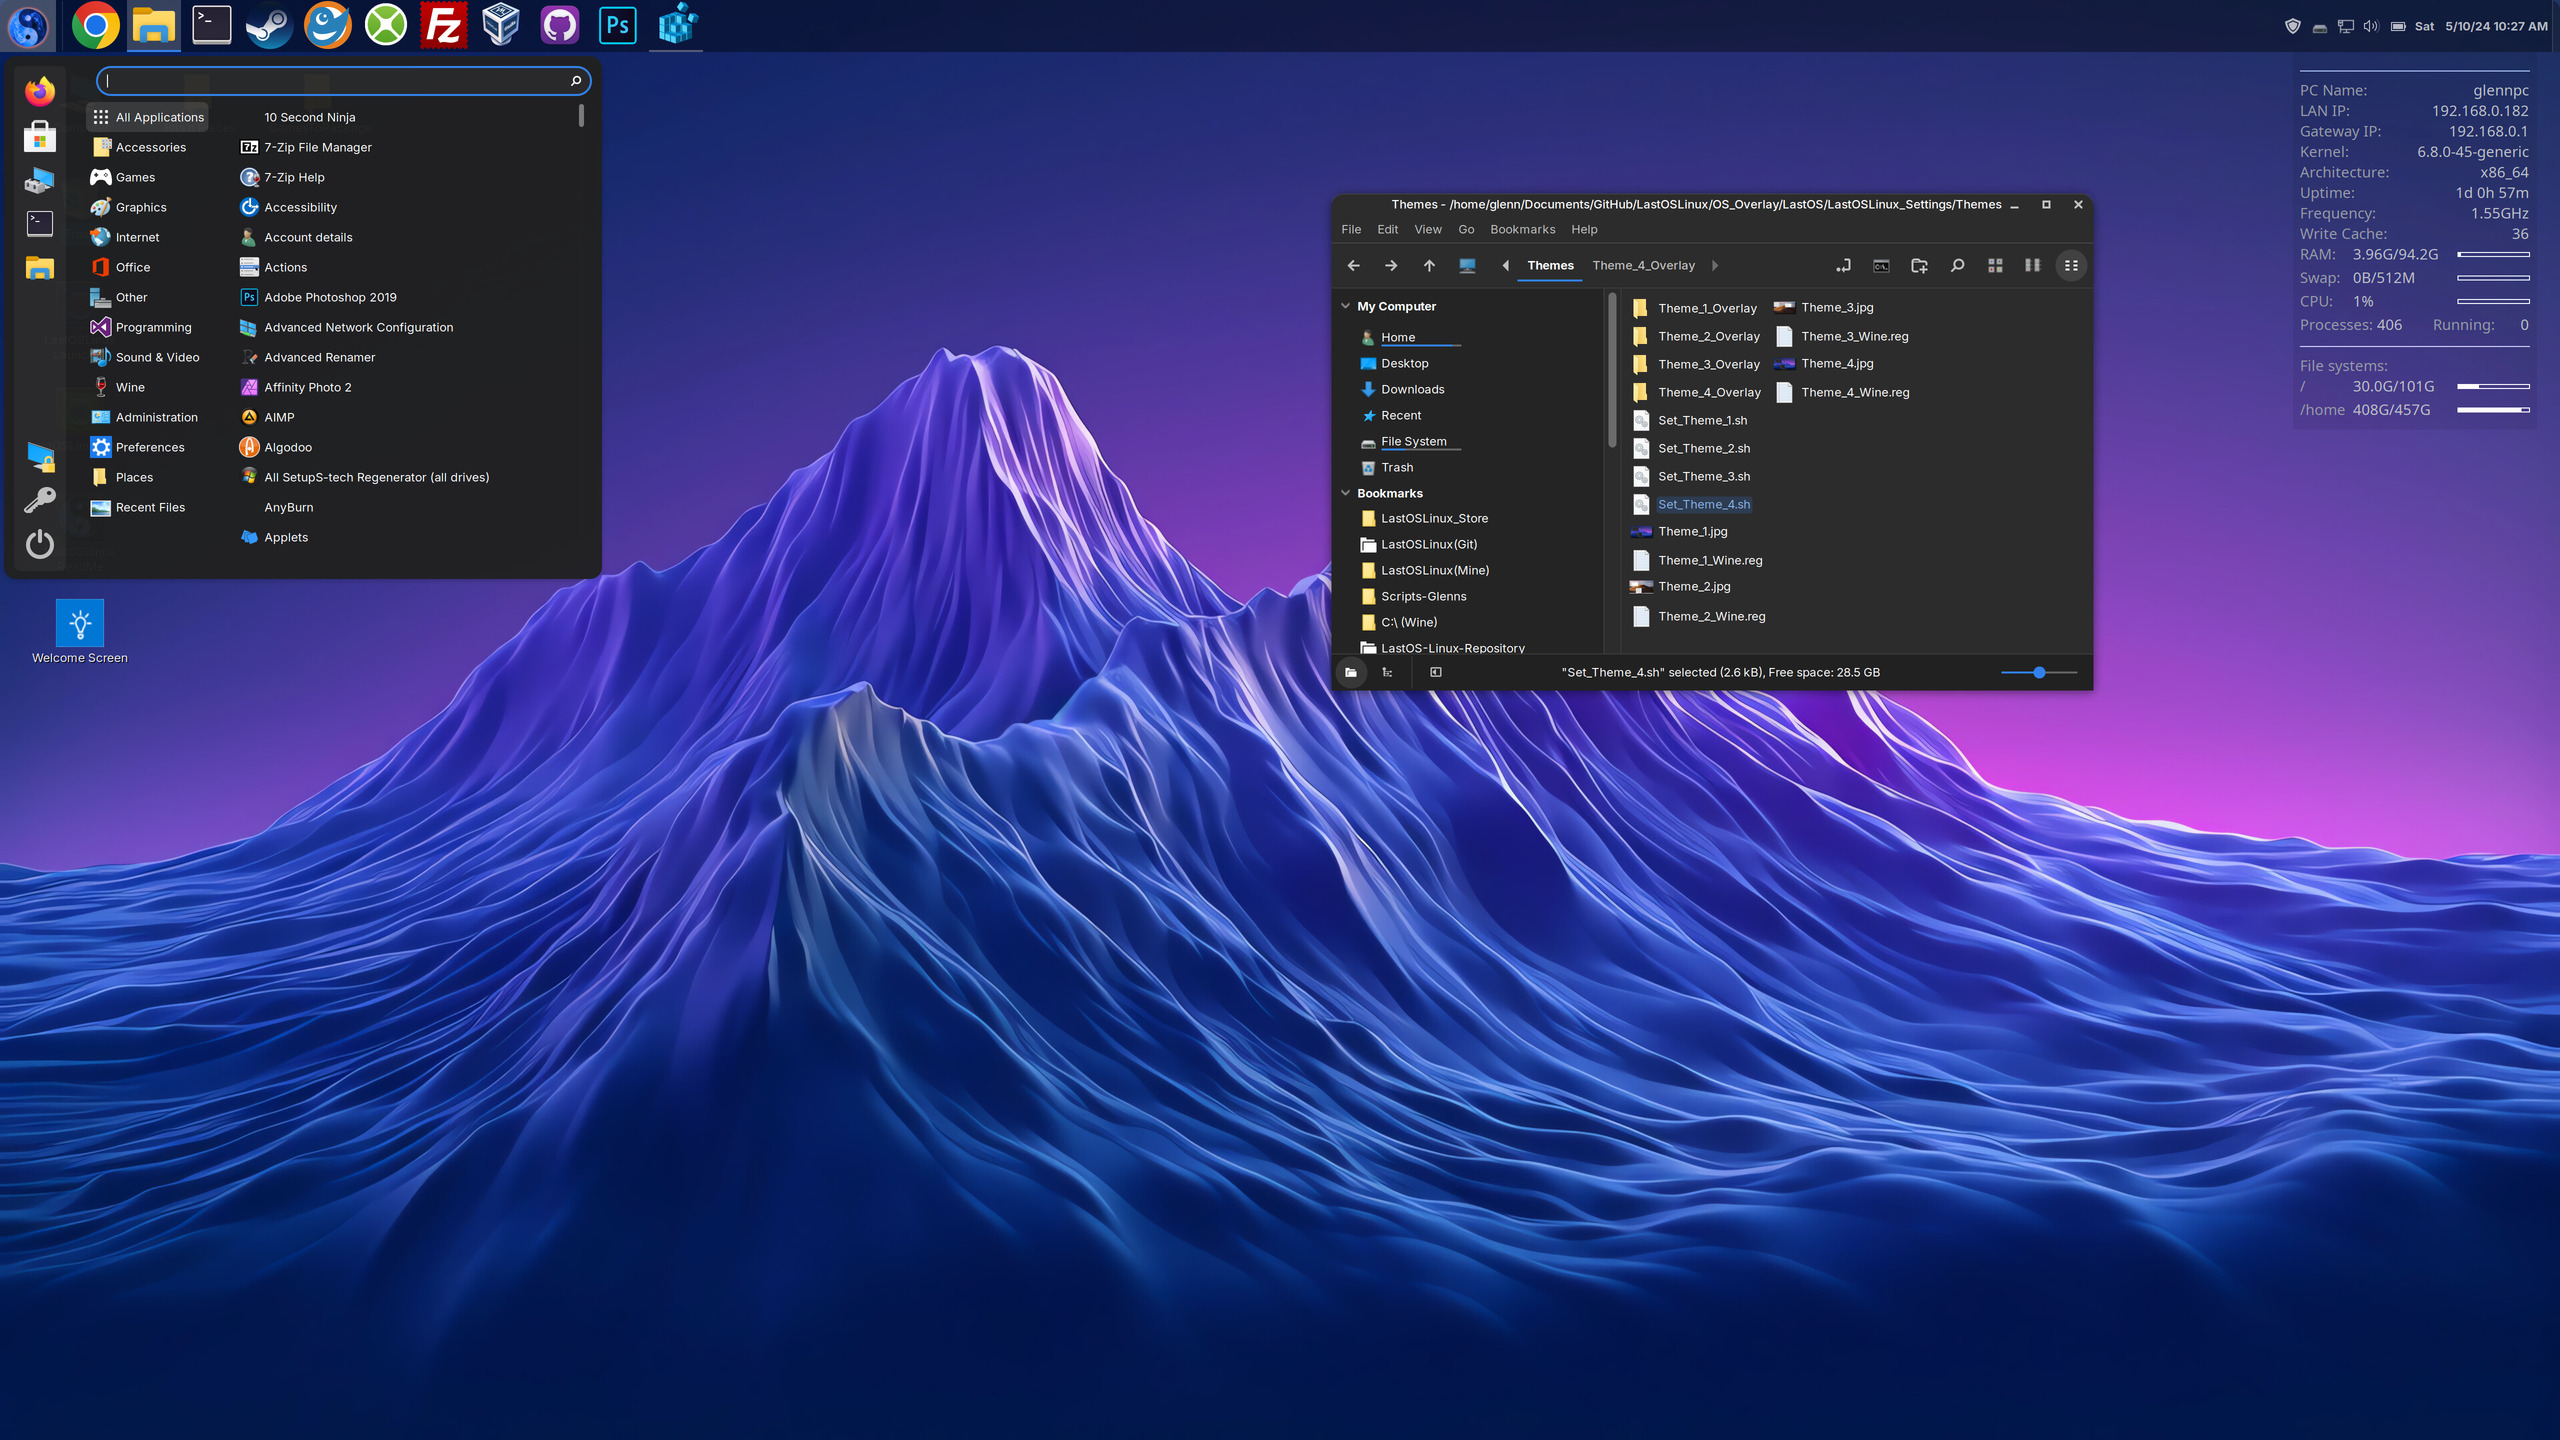 Ps
Fz
Sat 5/10/24 10:27 AM
All Applications
Accessories
Games
Graphics
Internet
Office
Other
Programming
Sound & Video
Wine
Administration
Preferences
Places
Recent Files
10 Second Ninja
7-Zip File Manager
7-Zip Help
Accessibility
Account details
Actions
Adobe Photoshop 2019
Advanced Network Configuration
Advanced Renamer
Affinity Photo 2
AIMP
Algodoo
All SetupS-tech Regenerator (all drives)
AnyBurn
Applets
Welcome Screen
Themes - /home/glenn/Documents/GitHub/LastOSLinux/OS_Overlay/LastOS/LastOSLinux_Settings/Themes
File Edit View Go Bookmarks Help
Themes Theme_4_Overlay
My Computer
Home
Desktop
Downloads
Recent
File System
Trash
Bookmarks
LastOSLinux_Store
LastOSLinux(Git)
LastOSLinux(Mine)
Scripts-Glenns
C:\ (Wine)
LastOS-Linux-Repository
Theme_1_Overlay
Theme_2_Overlay
Theme_3_Overlay
Theme_4_Overlay
Set_Theme_1.sh
Set_Theme_2.sh
Set_Theme_3.sh
Set_Theme_4.sh
Theme_1.jpg
Theme_1_Wine.reg
Theme_2.jpg
Theme_2_Wine.reg
Theme_3.jpg
Theme_3_Wine.reg
Theme_4.jpg
Theme_4_Wine.reg
"Set_Theme_4.sh" selected (2.6 kB), Free space: 28.5 GB
PC Name: glennpc
LAN IP: 192.168.0.182
Gateway IP: 192.168.0.1
Kernel: 6.8.0-45-generic
Architecture: x86_64
Uptime: 1d 0h 57m
Frequency: 1.55GHz
Write Cache: 36
RAM: 3.96G/94.2G
Swap: 0B/512M
CPU: 1%
Processes: 406 Running: 0
File systems:
/ 30.0G/101G
/home 408G/457G